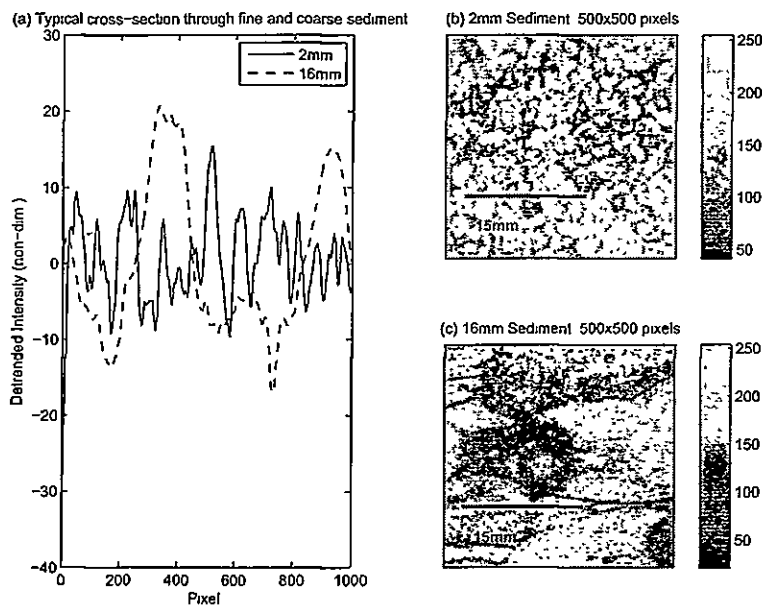 (a) Typical cross-section through fine and coarse sediment
30
20
10
0
-10
-20
-30
-40
0
200
400
600
800
1000
Pixel
Detrended Intensity (non-dim)
2mm
16mm
(b) 2mm Sediment 500x500 pixels
15mm
200
150
100
50
(c) 16mm Sediment 500x500 pixels
15mm
250
200
150
100
50